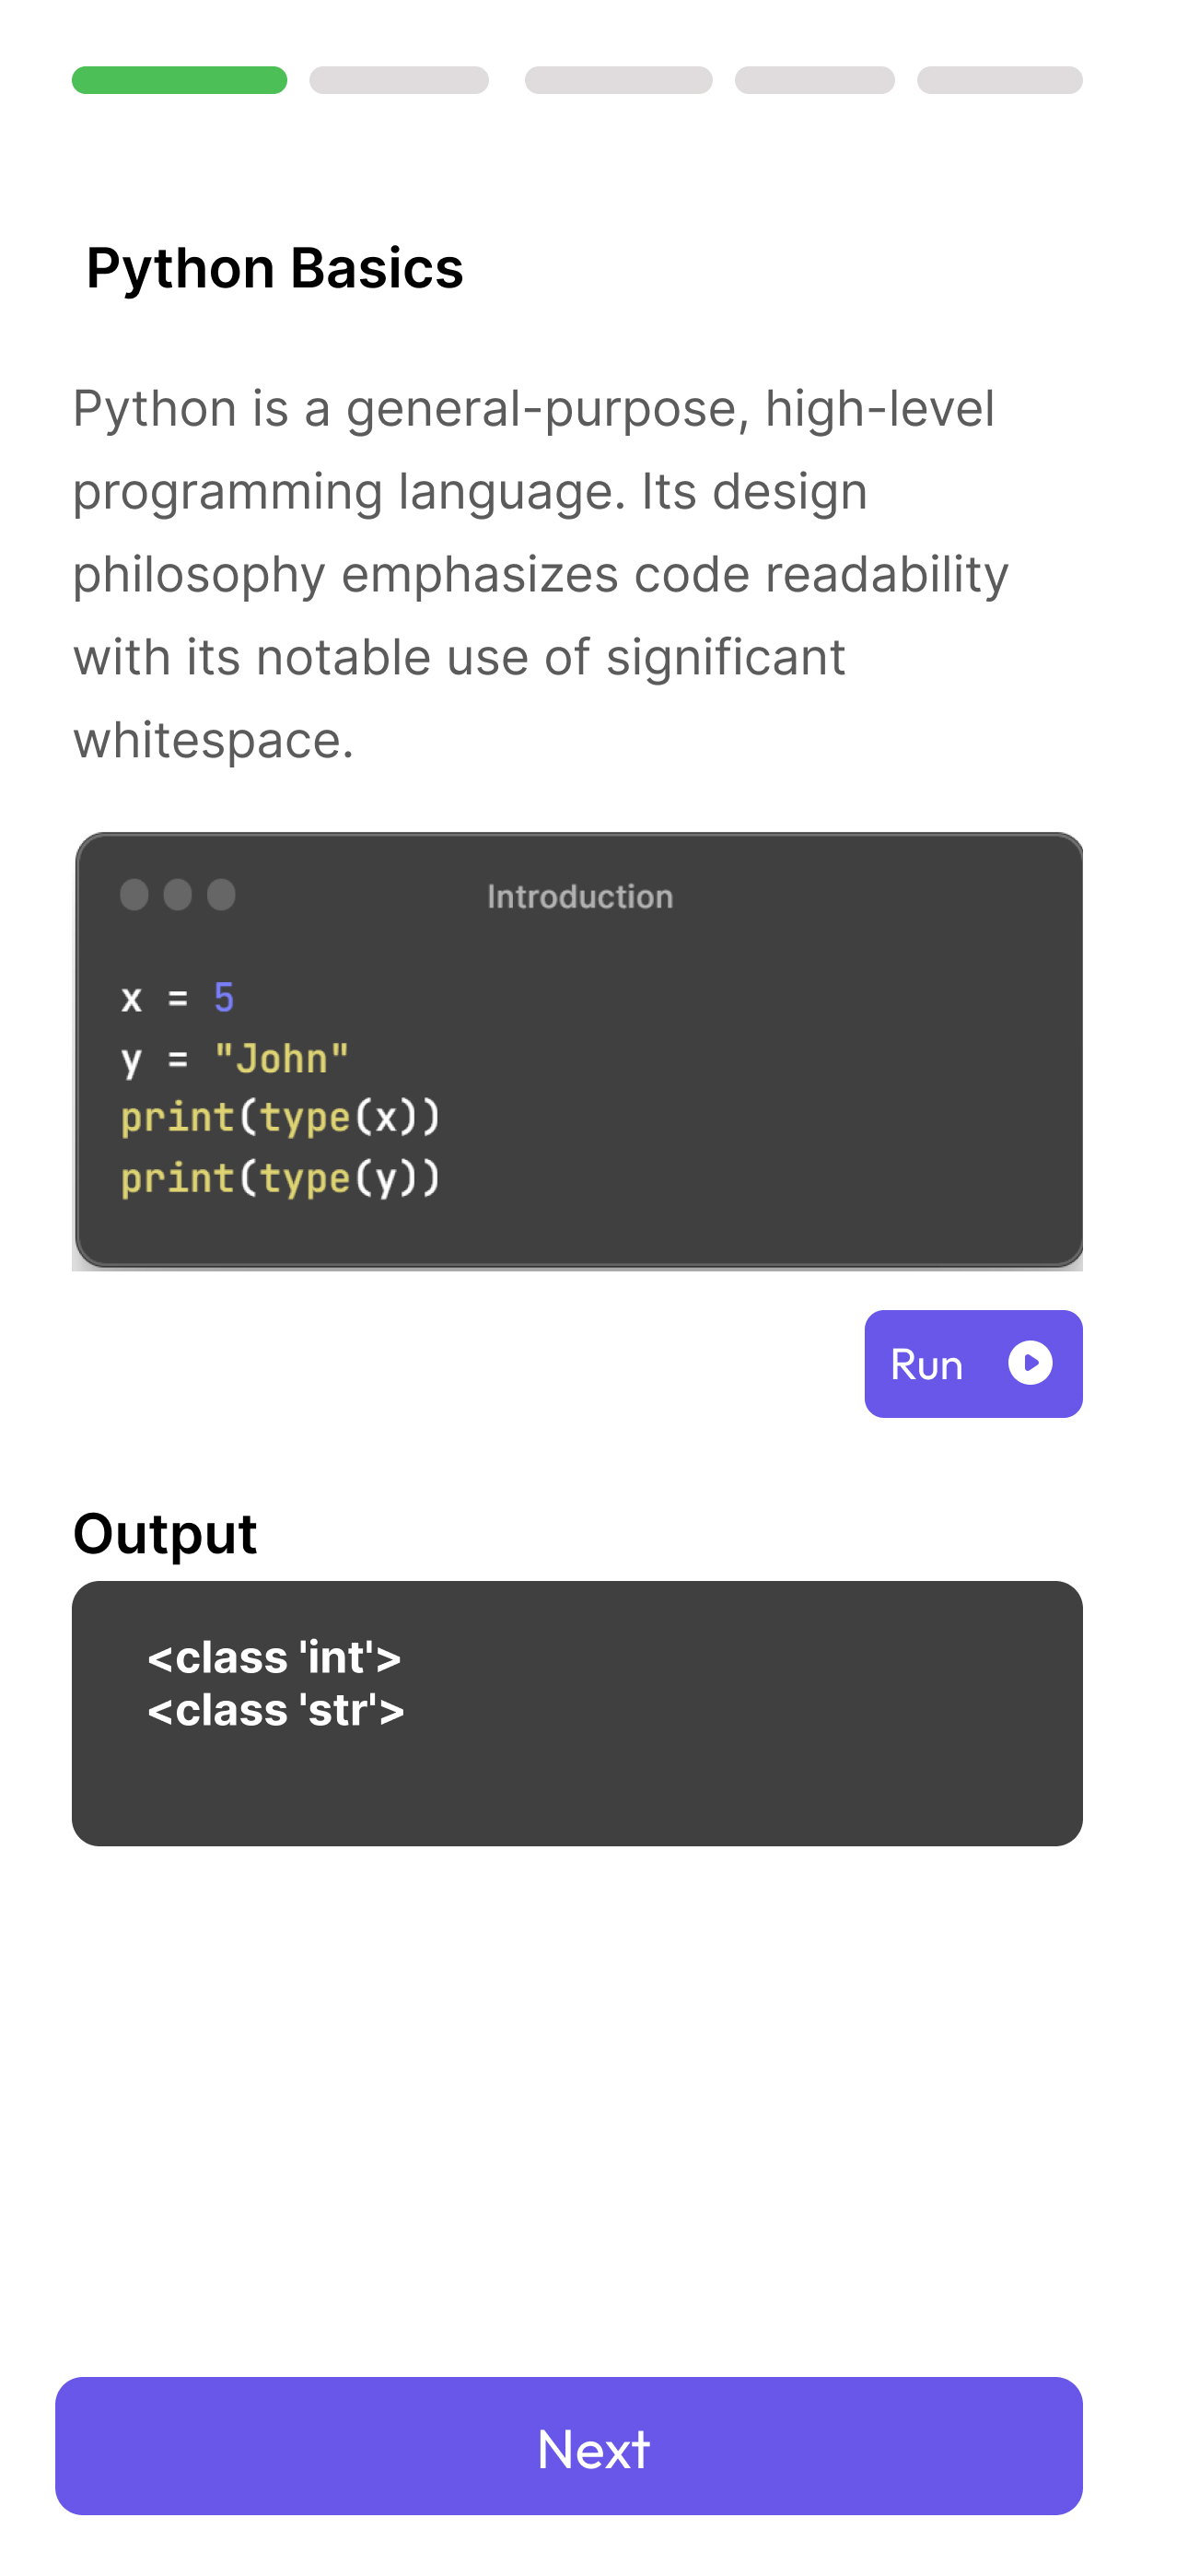 Python Basics
Python is a general-purpose, high-level
programming language. Its design
philosophy emphasizes code readability
with its notable use of significant
whitespace.
Introduction
x = 5
y = "John"
print(type(x))
print(type(y))
Run
Output
<class 'int'>
<class 'str'>
Next